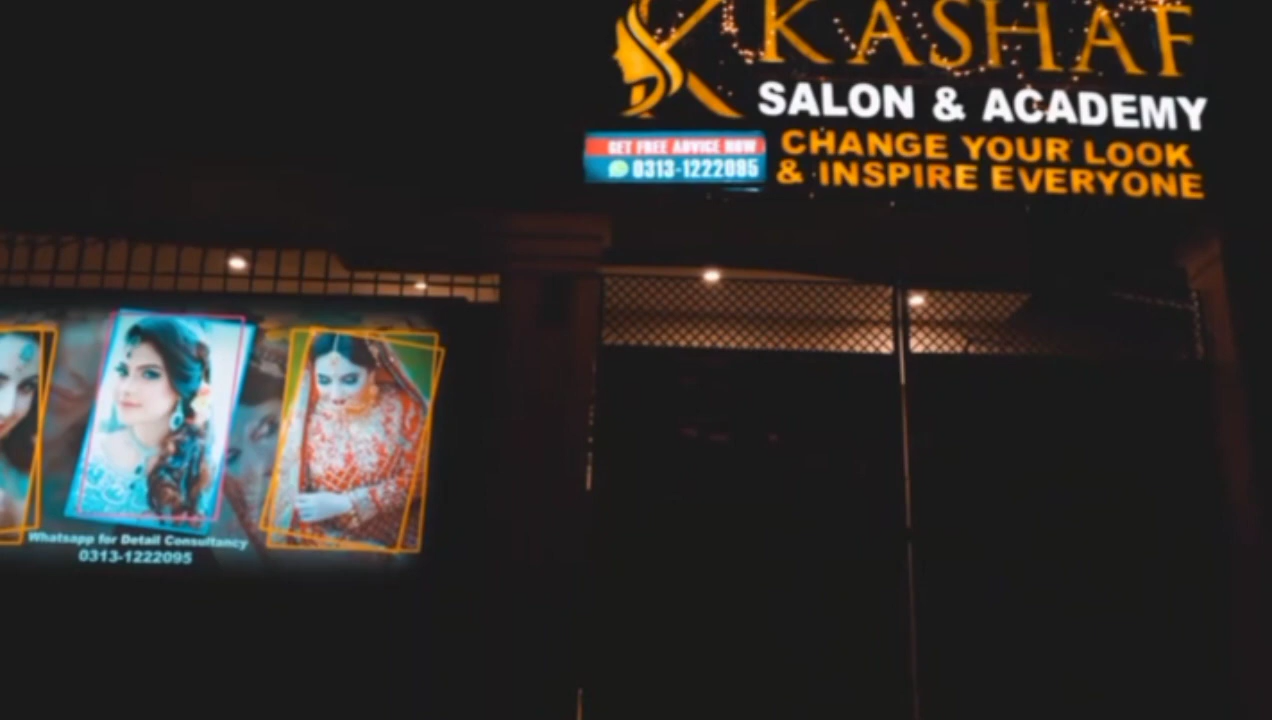 KASHAF
SALON & ACADEMY
GET FREE ADVICE NOW
0313-1222095
CHANGE YOUR LOOK
& INSPIRE EVERYONE
Whatsapp for Detail Consultancy
0313-1222095